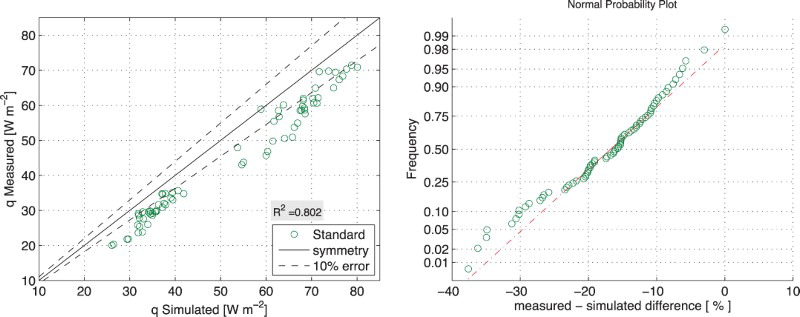 80
70
60
50
40
30
20
10
10 20 30 40 50 60 70 80
q Measured [W m−2]
q Simulated [W m−2]
R2 =0.802
Standard
symmetry
10% error
Normal Probability Plot
0.99
0.98
0.95
0.90
0.75
0.50
0.25
0.10
0.05
0.02
0.01
Frequency
−40 −30 −20 −10 0 10
measured − simulated difference [ % ]